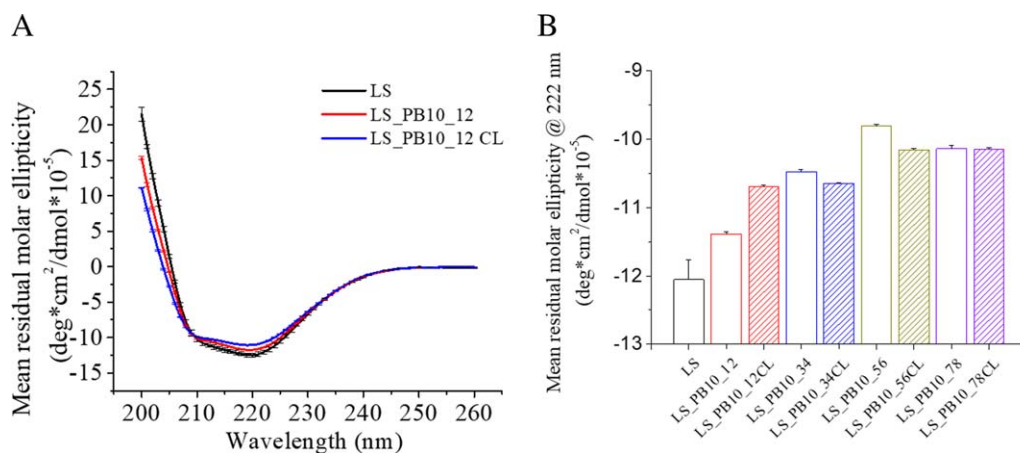 A
Mean residual molar ellipticity
(deg*cm²/dmol*10⁻⁵)
25
20
15
10
5
0
-5
-10
-15
LS
LS_PB10_12
LS_PB10_12 CL
200 210 220 230 240 250 260
Wavelength (nm)
B
Mean residual molar ellipticity @ 222 nm
(deg*cm²/dmol*10⁻⁵)
-9
-10
-11
-12
-13
LS
LS_PB10_12
LS_PB10_12CL
LS_PB10_34
LS_PB10_34CL
LS_PB10_56
LS_PB10_56CL
LS_PB10_78
LS_PB10_78CL